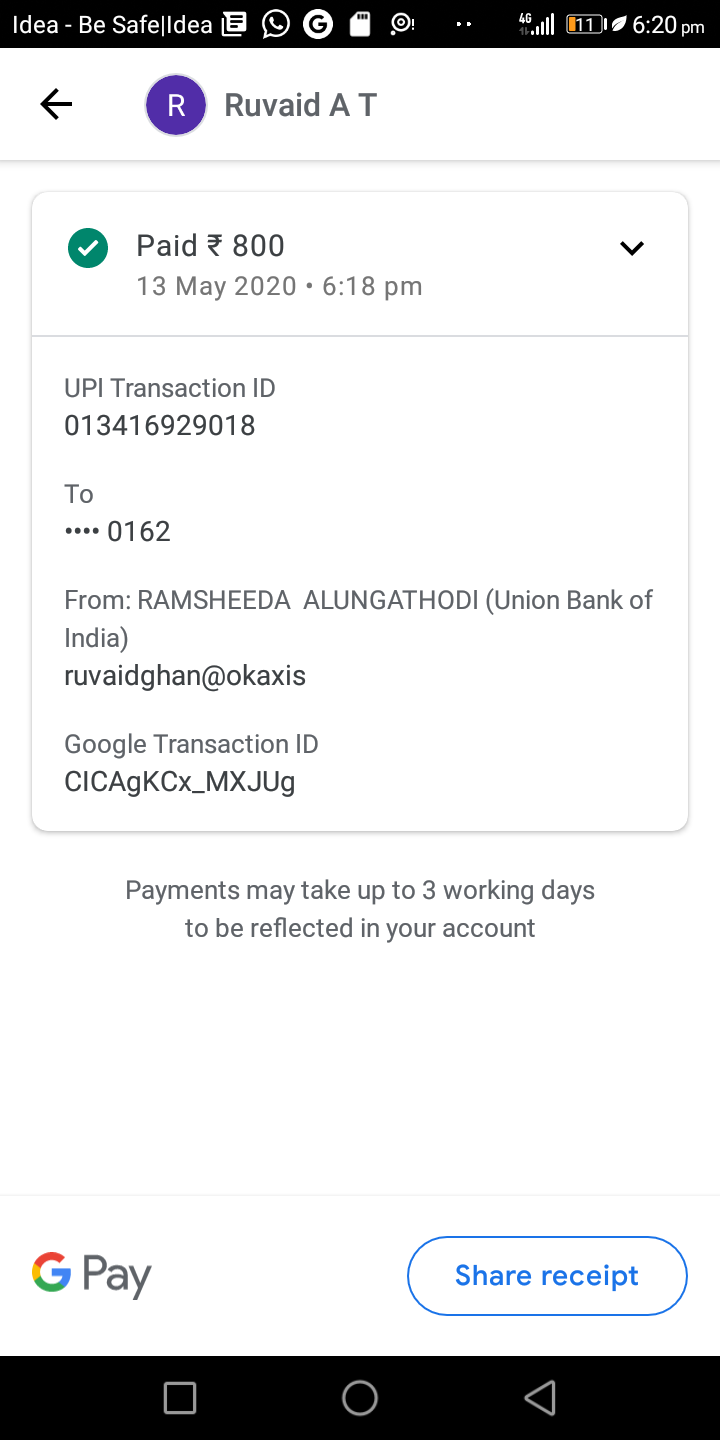 Idea - Be Safe|Idea 4G 11 6:20 pm
R Ruvaid A T
Paid ₹ 800
13 May 2020 • 6:18 pm
UPI Transaction ID
013416929018
To
•••• 0162
From: RAMSHEEDA  ALUNGATHODI (Union Bank of
India)
ruvaidghan@okaxis
Google Transaction ID
CICAgKCx_MXJUg
Payments may take up to 3 working days
to be reflected in your account
G Pay
Share receipt